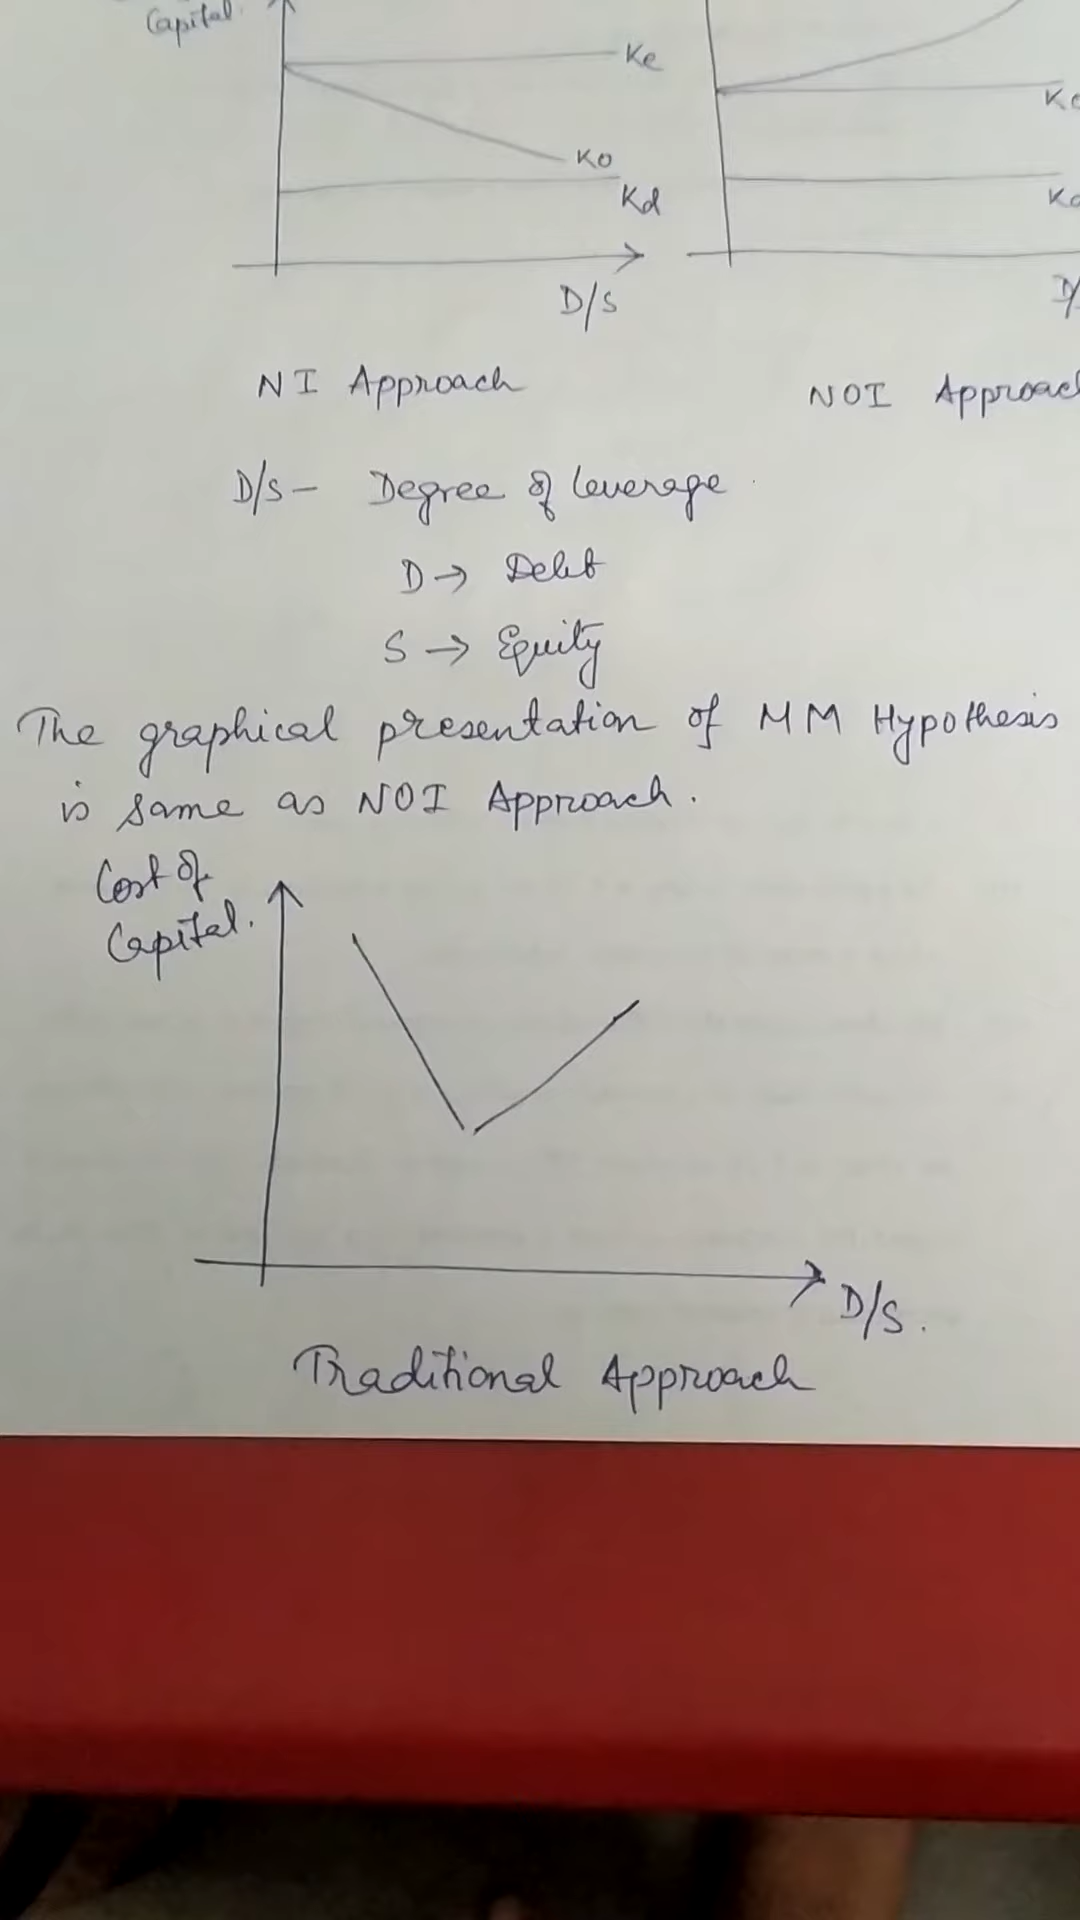 Capital.
Ke
Ko
Kd
D/S
NI Approach
NOI Approach
D/S - Degree of leverage
D → Debt
S → Equity
The graphical presentation of MM Hypothesis
is same as NOI Approach.
Cost of
Capital.
D/S.
Traditional Approach